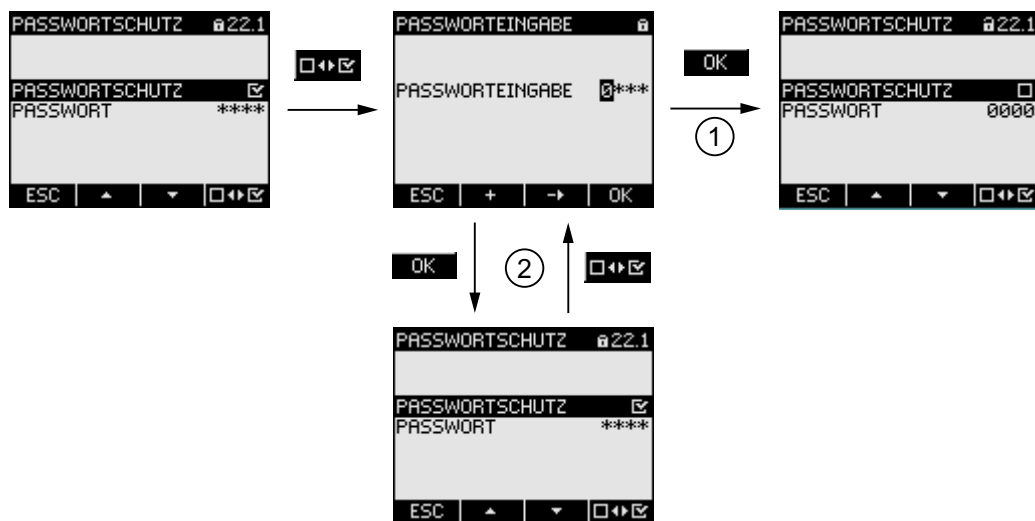 PASSWORTSCHUTZ 22.1
PASSWORTSCHUTZ
PASSWORT ****
ESC
PASSWORTEINGABE
PASSWORTEINGABE 0***
ESC + OK
OK
1
PASSWORTSCHUTZ 22.1
PASSWORTSCHUTZ
PASSWORT 0000
ESC
OK
2
PASSWORTSCHUTZ 22.1
PASSWORTSCHUTZ
PASSWORT ****
ESC